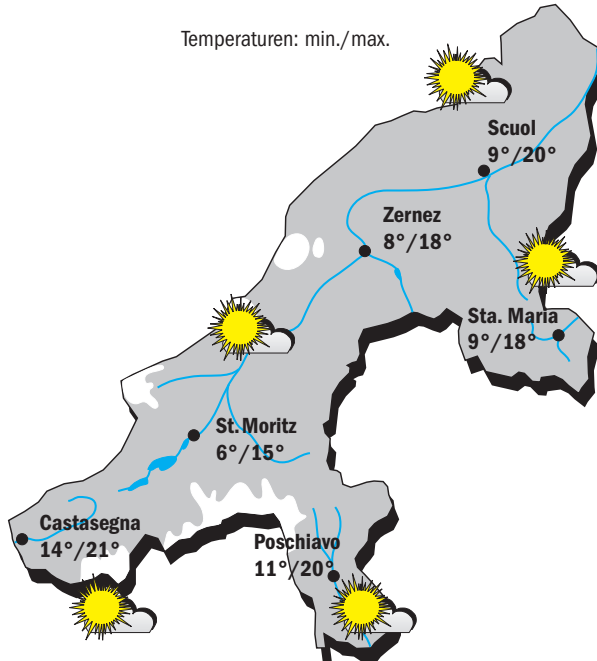 Temperaturen: min./max.
Scuol
9°/20°
Zernez
8°/18°
Sta. Maria
9°/18°
St. Moritz
6°/15°
Castasegna
14°/21°
Poschiavo
11°/20°